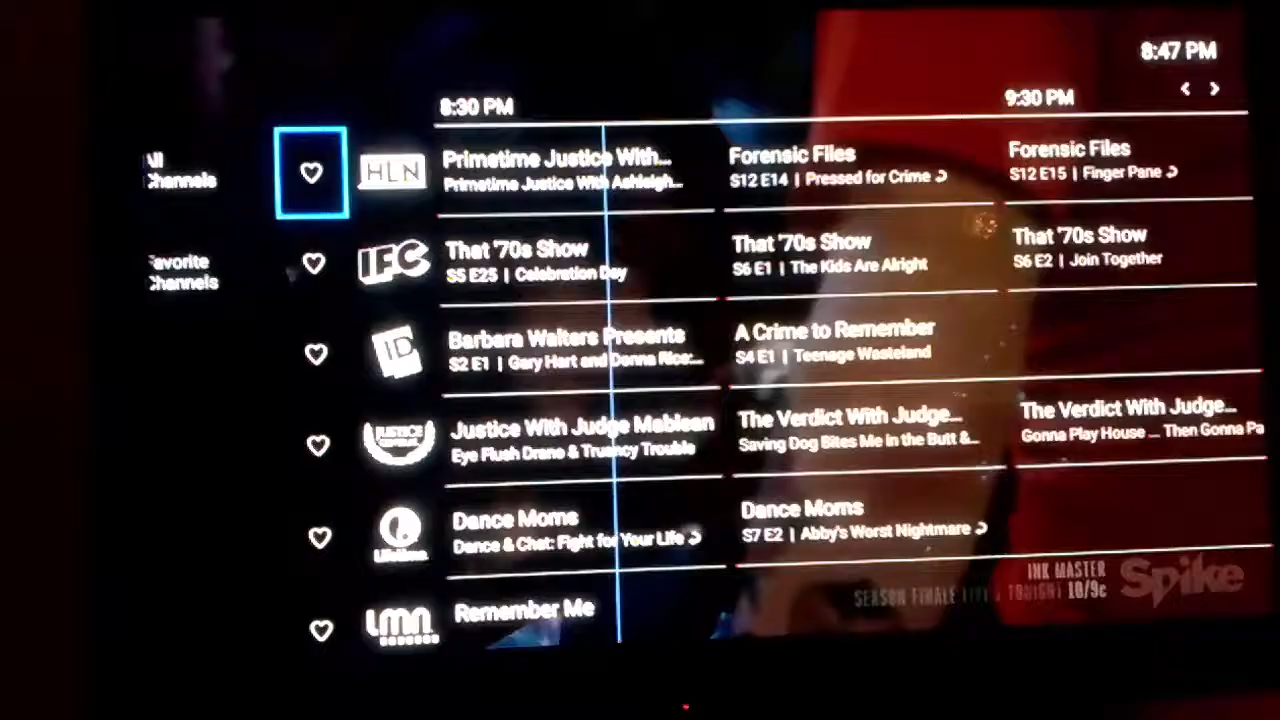 8:47 PM
8:30 PM
9:30 PM
< >
All Channels
Favorite Channels
HLN
Primetime Justice With...
Primetime Justice With Ashleigh...
Forensic Files
S12 E14 | Pressed for Crime
Forensic Files
S12 E15 | Finger Pane
IFC
That '70s Show
S5 E25 | Celebration Day
That '70s Show
S6 E1 | The Kids Are Alright
That '70s Show
S6 E2 | Join Together
ID
Barbara Walters Presents
S2 E1 | Gary Hart and Donna Rice:...
A Crime to Remember
S4 E1 | Teenage Wasteland
JUSTICE CENTRAL
Justice With Judge Mablean
Eye Flush Drano & Truancy Trouble
The Verdict With Judge...
Saving Dog Bites Me in the Butt &...
The Verdict With Judge...
Gonna Play House ... Then Gonna Pa
Lifetime
Dance Moms
Dance & Chat: Fight for Your Life
Dance Moms
S7 E2 | Abby's Worst Nightmare
LMN
Remember Me
INK MASTER
SEASON FINALE LIVE TONIGHT 10/9c
Spike